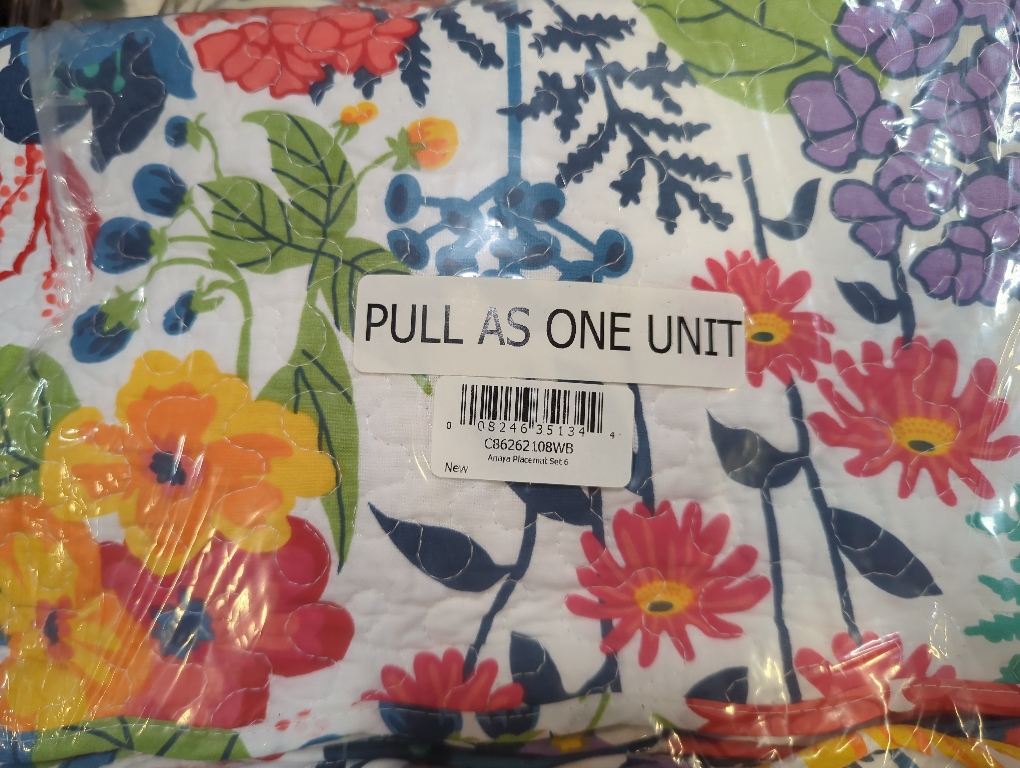 PULL AS ONE UNIT
0 08246 35134 4
C86262108WB
Anaya Placemat Set 6
New